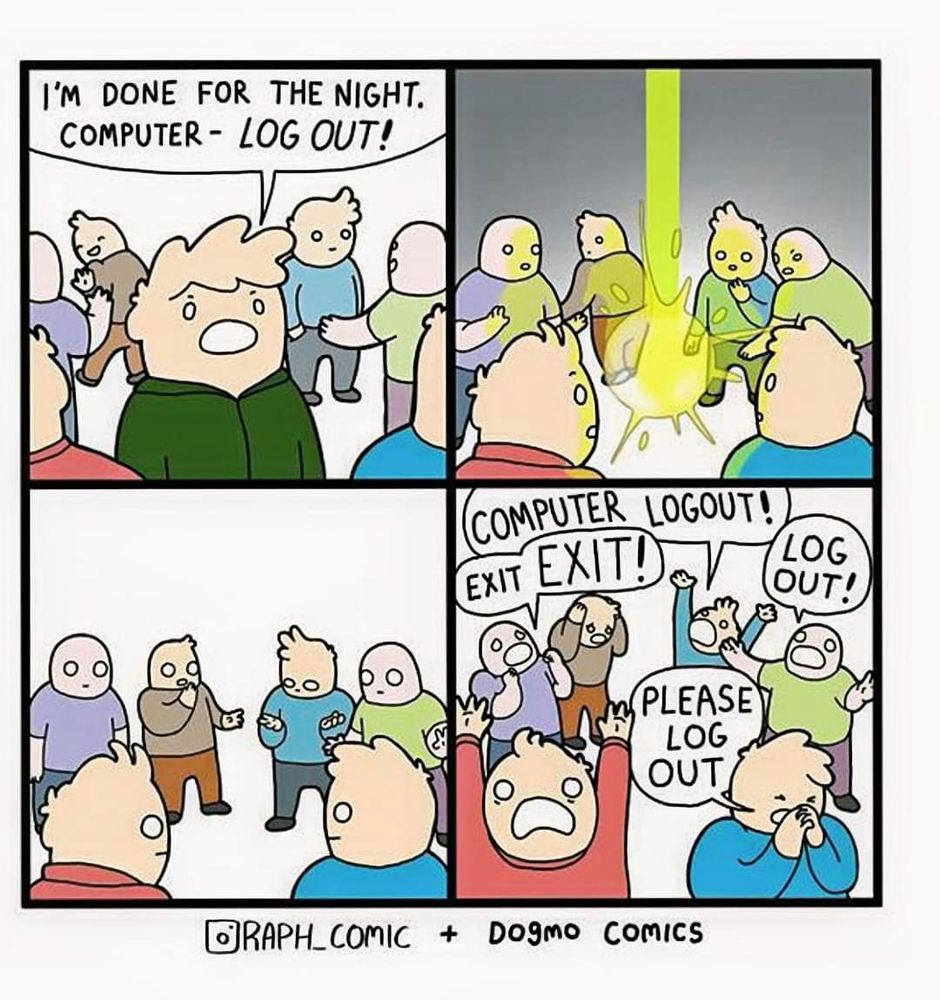 I'M DONE FOR THE NIGHT.
COMPUTER - LOG OUT!
COMPUTER LOGOUT!
EXIT EXIT!
LOG
OUT!
PLEASE
LOG
OUT
RAPH_COMIC + DOgmo COMICS